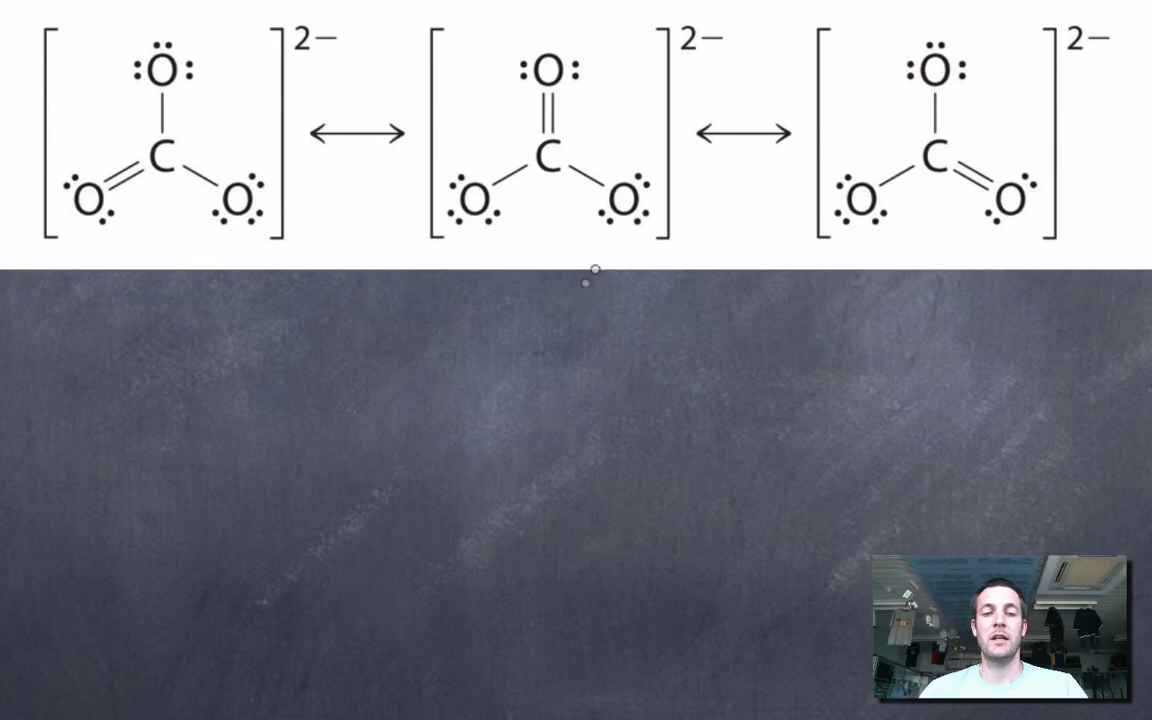 2− 2− 2−
O O O
C C C
O O O O O O